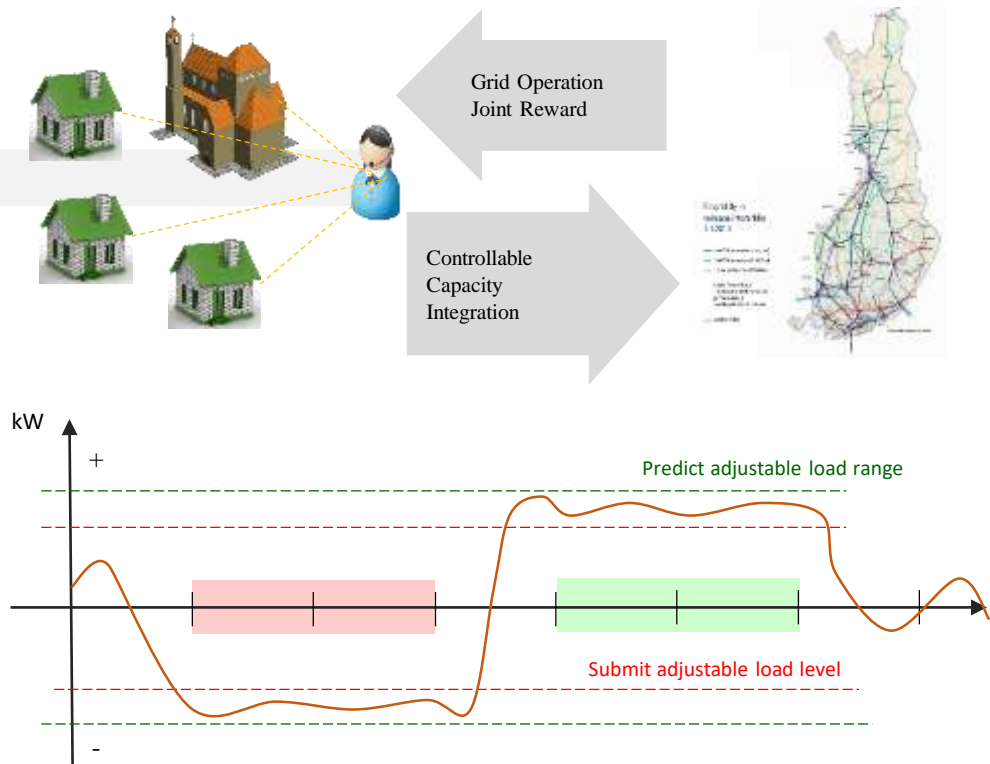 Grid Operation
Joint Reward
Controllable
Capacity
Integration
kW
+
Predict adjustable load range
Submit adjustable load level
-